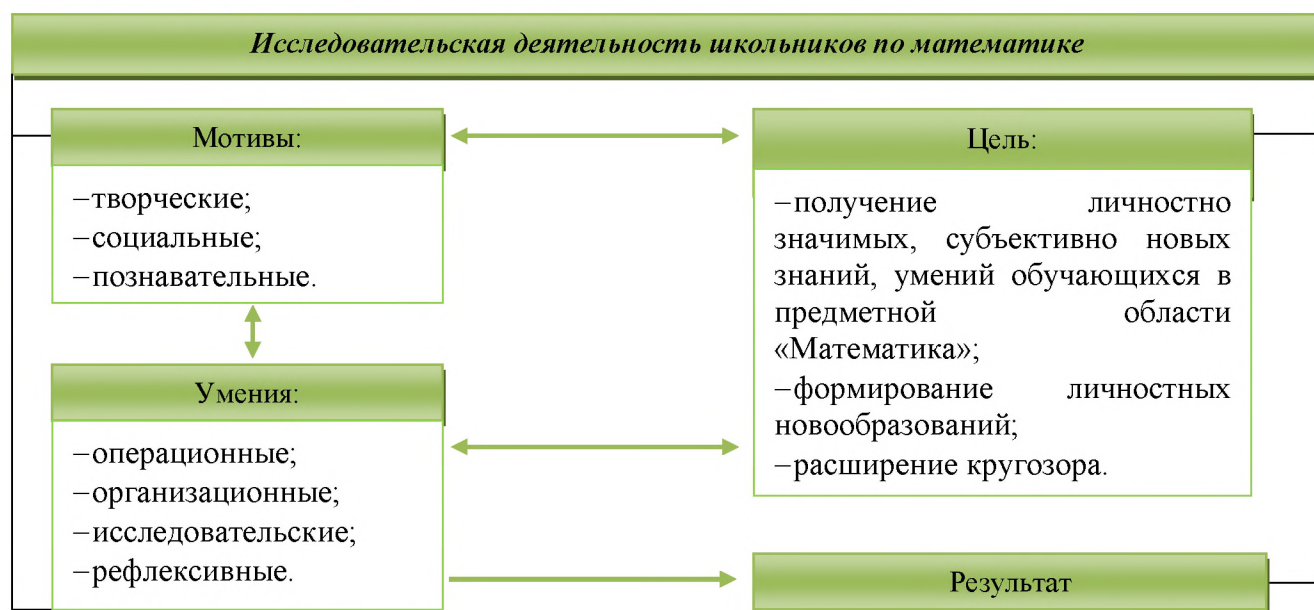 Исследовательская деятельность школьников по математике
Мотивы:
–творческие;
–социальные;
–познавательные.
Цель:
–получение личностно
значимых, субъективно новых
знаний, умений обучающихся в
предметной области
«Математика»;
–формирование личностных
новообразований;
–расширение кругозора.
Умения:
–операционные;
–организационные;
–исследовательские;
–рефлексивные.
Результат